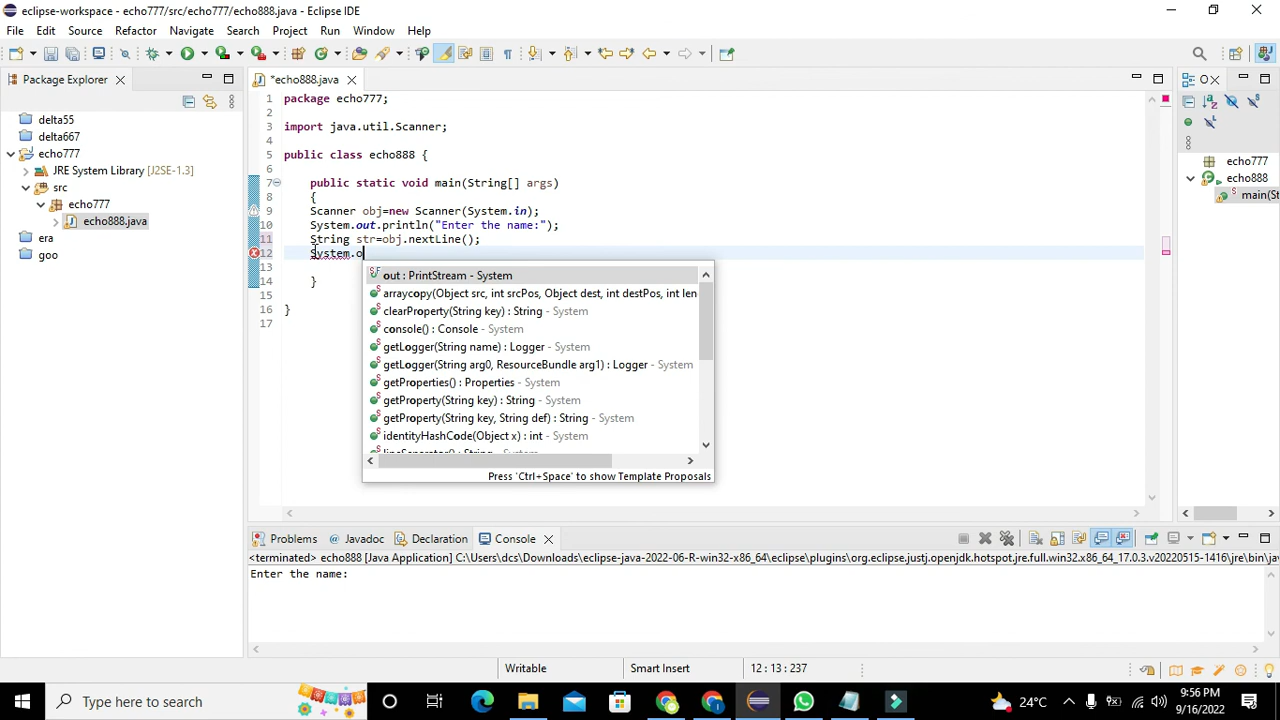 eclipse-workspace - echo777/src/echo777/echo888.java - Eclipse IDE
File Edit Source Refactor Navigate Search Project Run Window Help
Package Explorer
*echo888.java
delta55
delta667
echo777
JRE System Library [J2SE-1.3]
src
echo777
echo888.java
era
goo
1 package echo777;
2
3 import java.util.Scanner;
4
5 public class echo888 {
6
7 public static void main(String[] args)
8 {
9 Scanner obj=new Scanner(System.in);
10 System.out.println("Enter the name:");
11 String str=obj.nextLine();
12 System.o
13
14 }
15
16 }
17
out : PrintStream - System
arraycopy(Object src, int srcPos, Object dest, int destPos, int len
clearProperty(String key) : String - System
console() : Console - System
getLogger(String name) : Logger - System
getLogger(String arg0, ResourceBundle arg1) : Logger - System
getProperties() : Properties - System
getProperty(String key) : String - System
getProperty(String key, String def) : String - System
identityHashCode(Object x) : int - System
Press 'Ctrl+Space' to show Template Proposals
O
echo777
echo888
main(St
Problems Javadoc Declaration Console
<terminated> echo888 [Java Application] C:\Users\dcs\Downloads\eclipse-java-2022-06-R-win32-x86_64\eclipse\plugins\org.eclipse.justj.openjdk.hotspot.jre.full.win32.x86_64_17.0.3.v20220515-1416\jre\bin\ja
Enter the name:
Writable Smart Insert 12 : 13 : 237
Type here to search
24°C
9:56 PM
9/16/2022